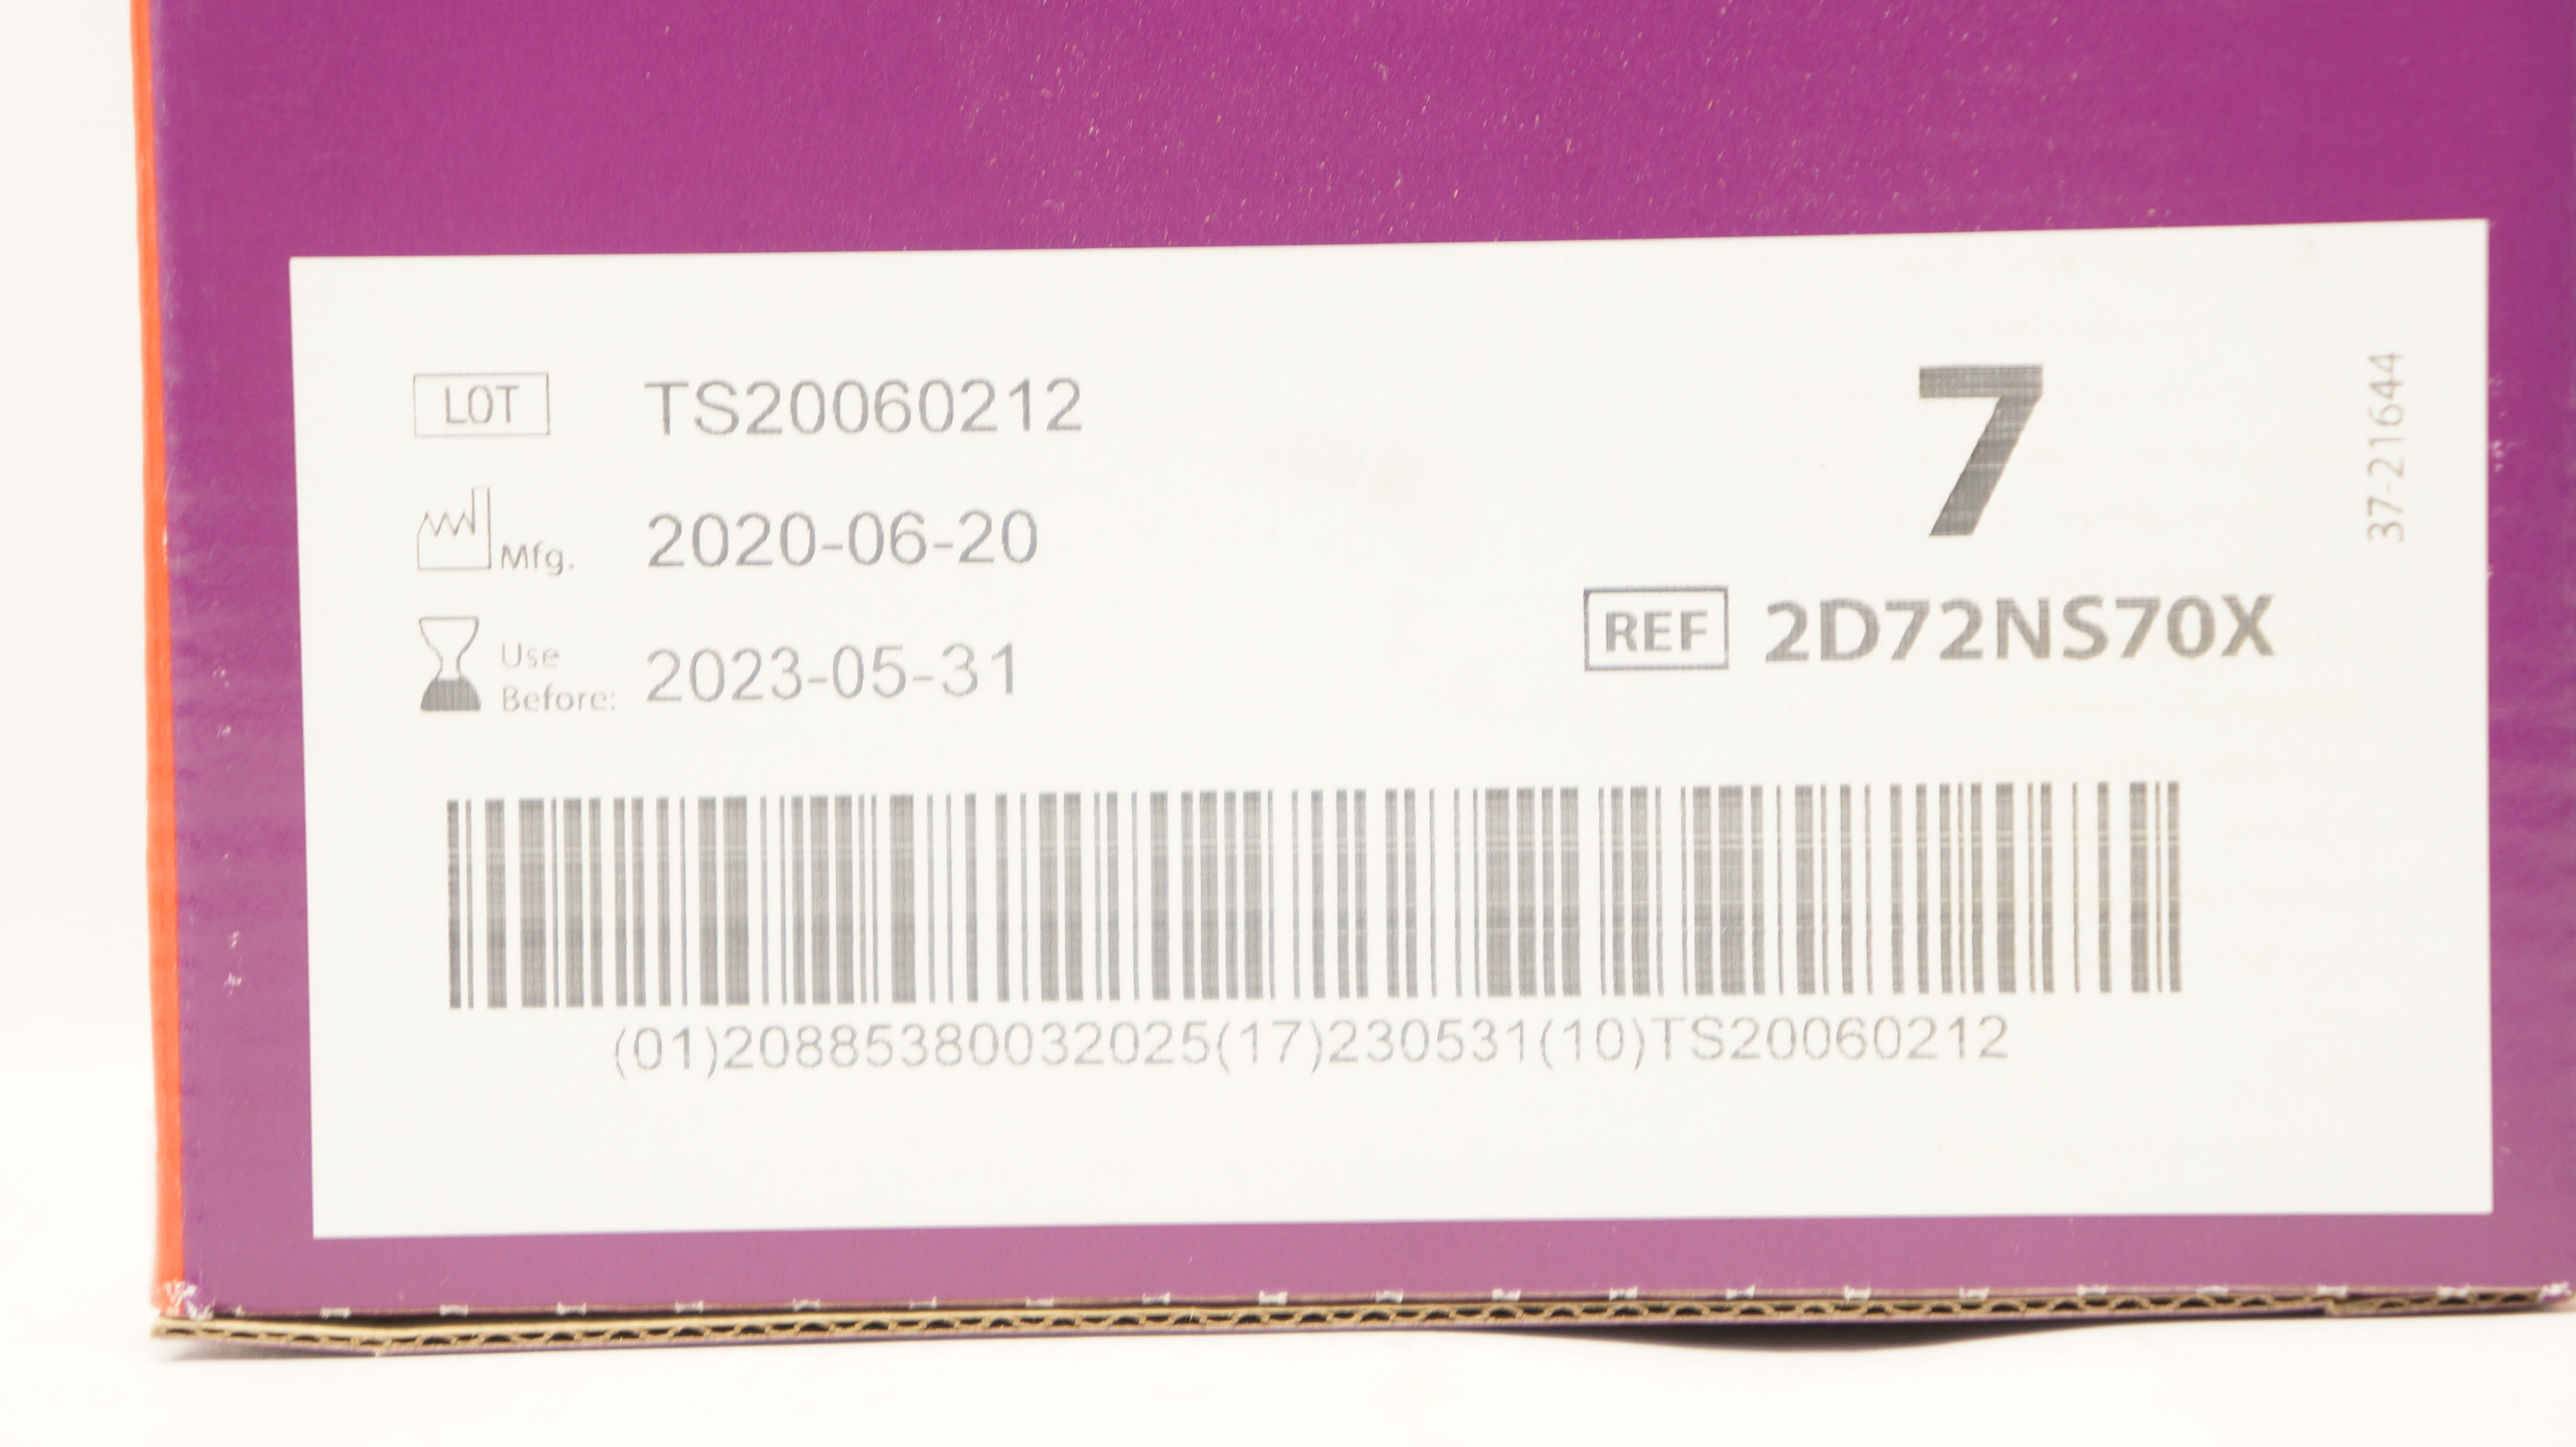 LOT TS20060212
Mfg. 2020-06-20
Use
Before: 2023-05-31
7
REF 2D72NS70X
37-21644
(01)20885380032025(17)230531(10)TS20060212